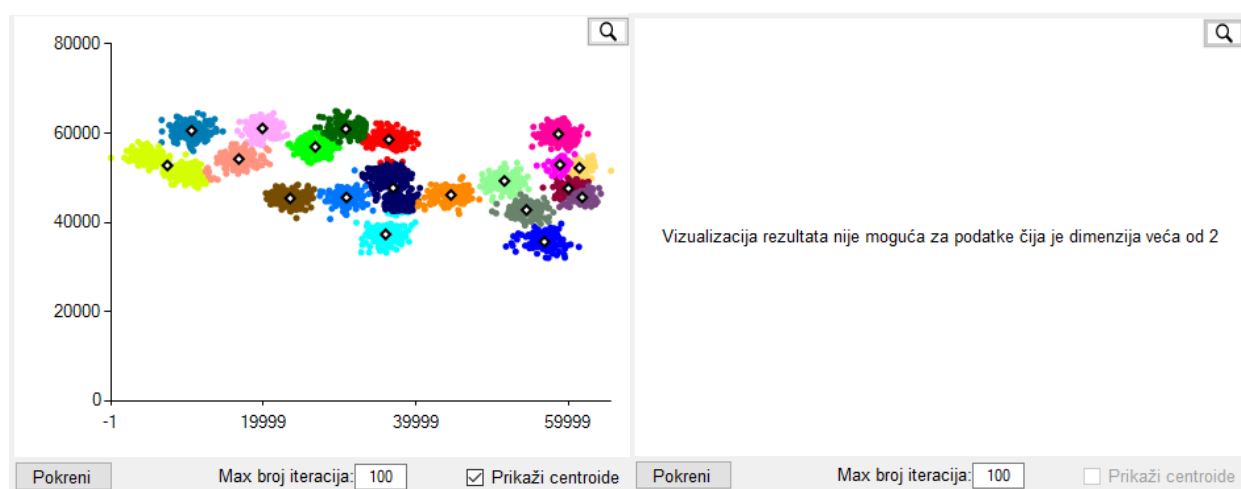 80000
60000
40000
20000
0
-1 19999 39999 59999
Pokreni Max broj iteracija: 100 Prikaži centroide
Vizualizacija rezultata nije moguća za podatke čija je dimenzija veća od 2
Pokreni Max broj iteracija: 100 Prikaži centroide